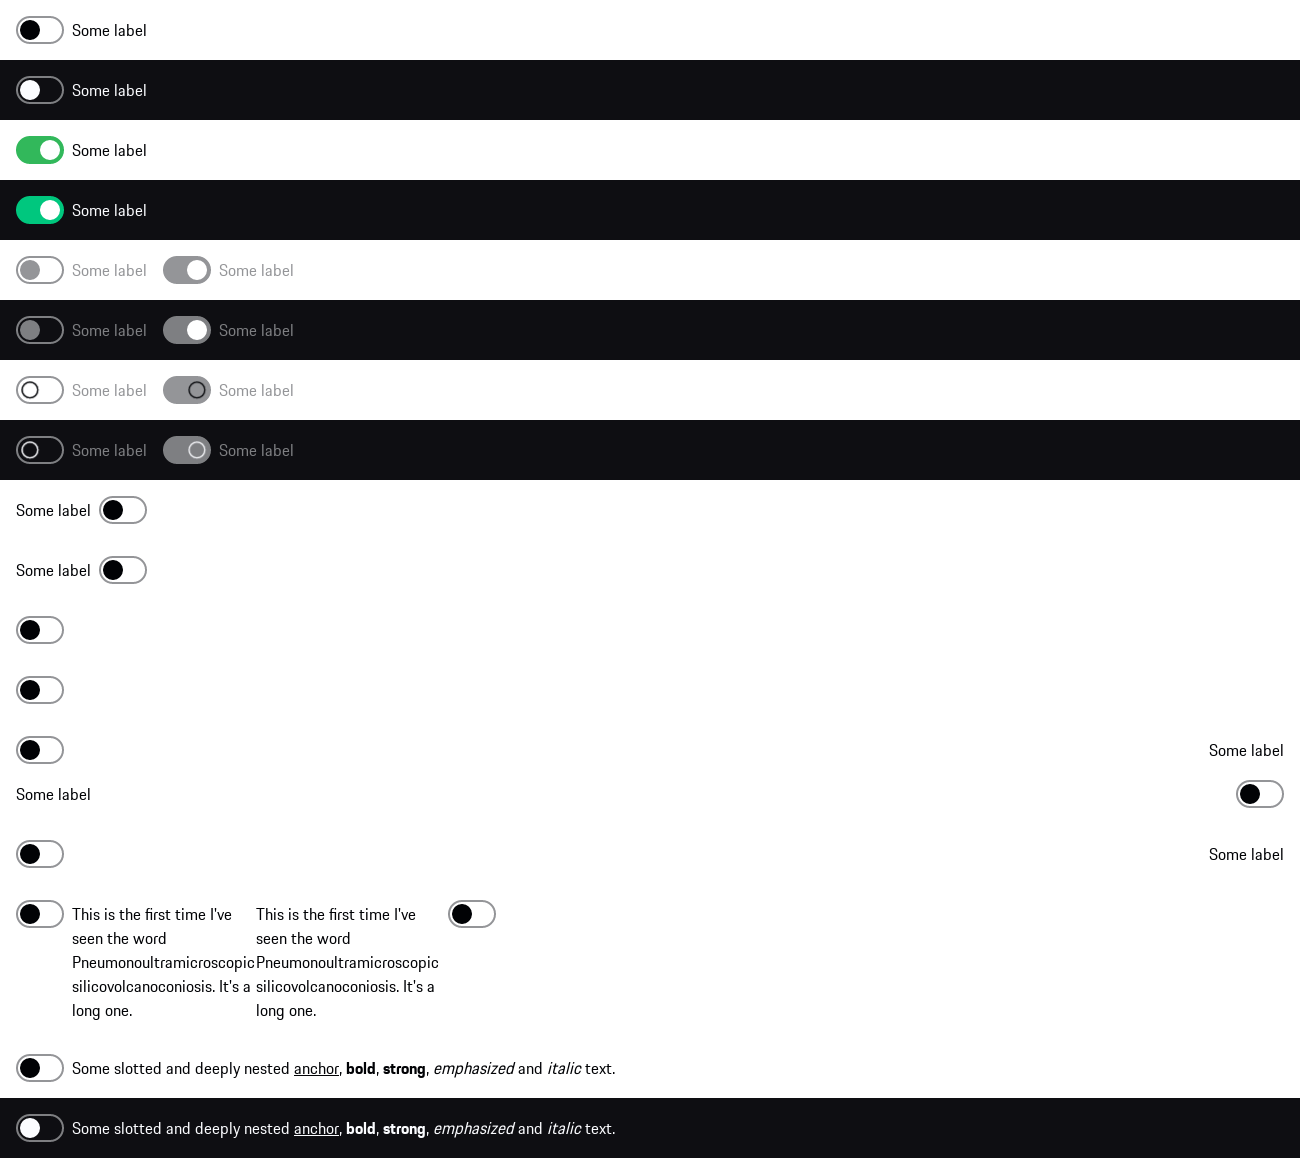 Some label
Some label
Some label
Some label
Some label Some label
Some label Some label
Some label Some label
Some label Some label
Some label
Some label
Some label
Some label
Some label
This is the first time I've
seen the word
Pneumonoultramicroscopic
silicovolcanoconiosis. It's a
long one.
This is the first time I've
seen the word
Pneumonoultramicroscopic
silicovolcanoconiosis. It's a
long one.
Some slotted and deeply nested anchor, bold, strong, emphasized and italic text.
Some slotted and deeply nested anchor, bold, strong, emphasized and italic text.